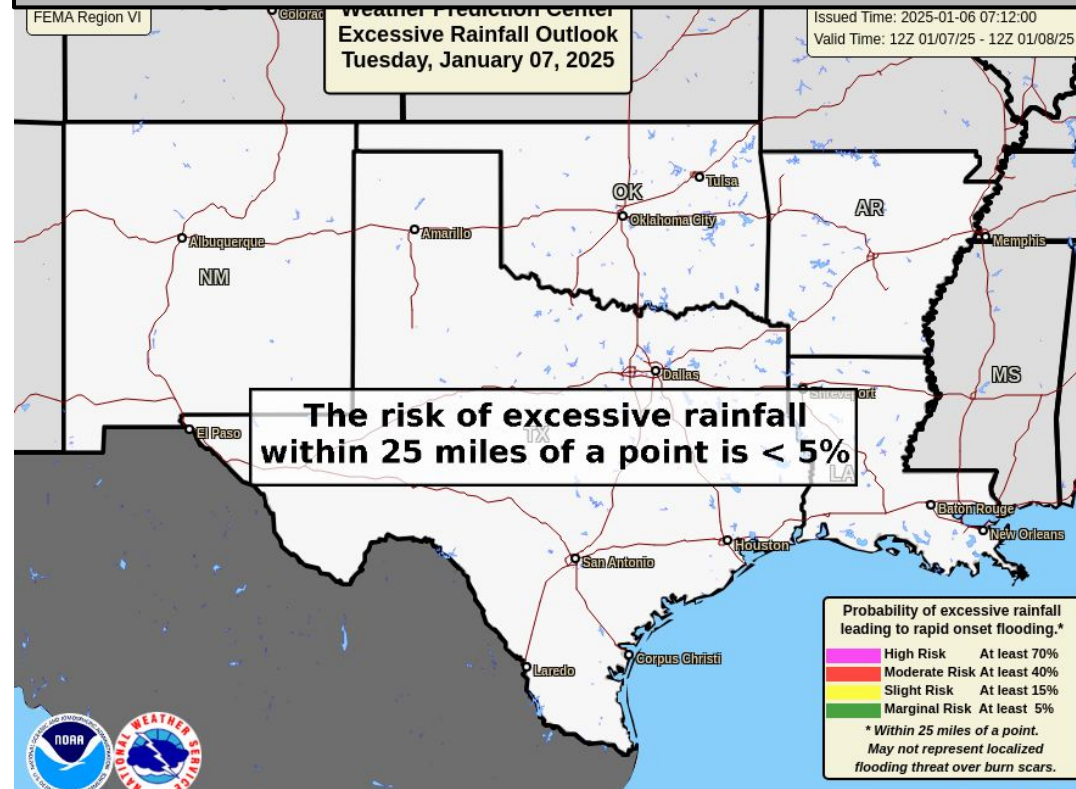 FEMA Region VI
Weather Prediction Center
Excessive Rainfall Outlook
Tuesday, January 07, 2025
Issued Time: 2025-01-06 07:12:00
Valid Time: 12Z 01/07/25 - 12Z 01/08/25
Colorad
OK
Tulsa
Oklahoma City
AR
Albuquerque
Amarillo
Memphis
NM
Dallas
MS
Shreveport
The risk of excessive rainfall
within 25 miles of a point is < 5%
El Paso
TX
LA
Baton Rouge
New Orleans
Houston
San Antonio
Laredo
Corpus Christi
Probability of excessive rainfall
leading to rapid onset flooding.*
High Risk At least 70%
Moderate Risk At least 40%
Slight Risk At least 15%
Marginal Risk At least 5%
* Within 25 miles of a point.
May not represent localized
flooding threat over burn scars.
NOAA
NATIONAL WEATHER SERVICE